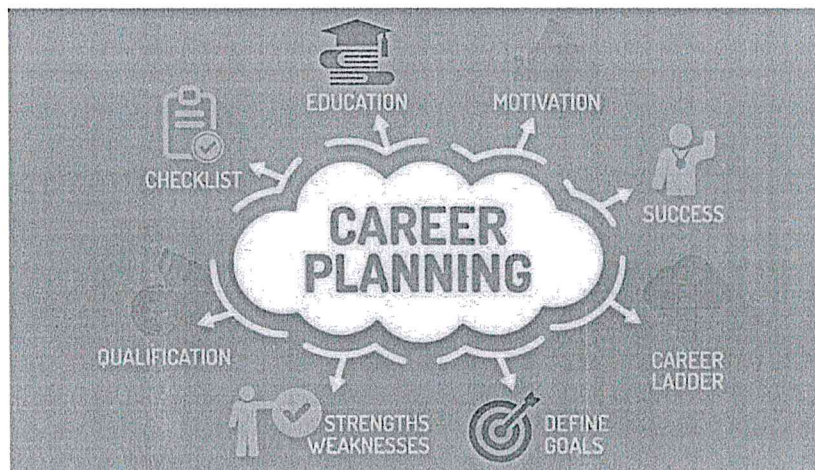 EDUCATION
MOTIVATION
CHECKLIST
SUCCESS
CAREER
PLANNING
QUALIFICATION
CAREER
LADDER
STRENGTHS
WEAKNESSES
DEFINE
GOALS